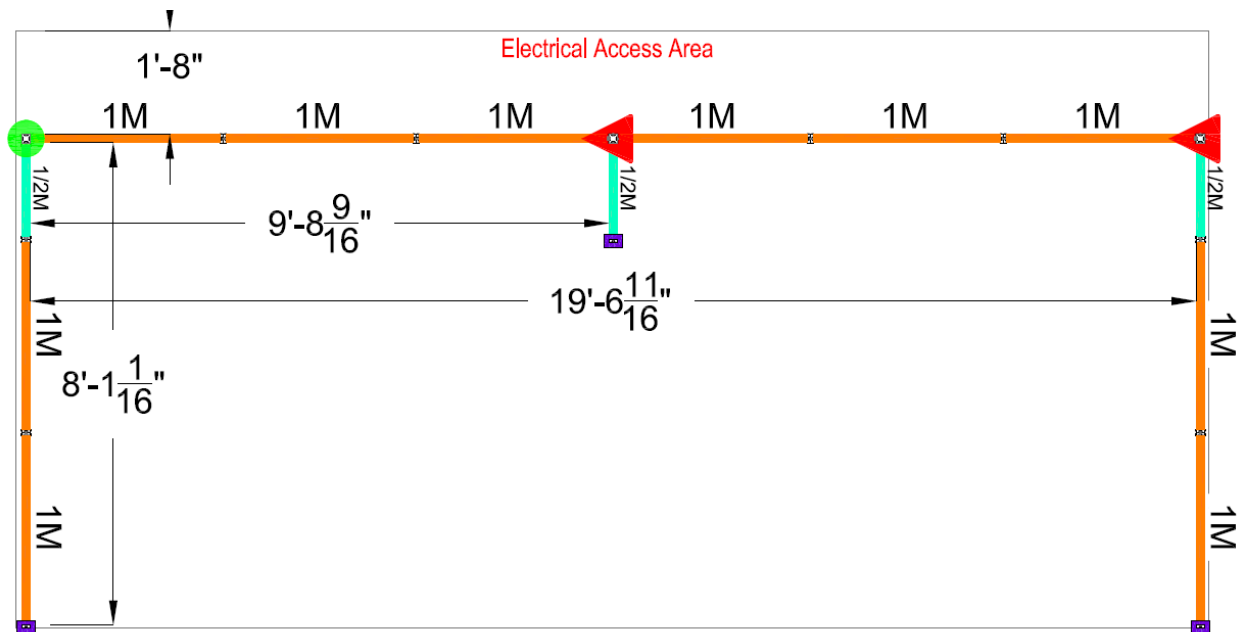 Electrical Access Area
1'-8"
1M 1M 1M 1M 1M 1M
1/2M 1/2M 1/2M
9'-8 9/16"
19'-6 11/16"
1M 1M
8'-1 1/16"
1M 1M